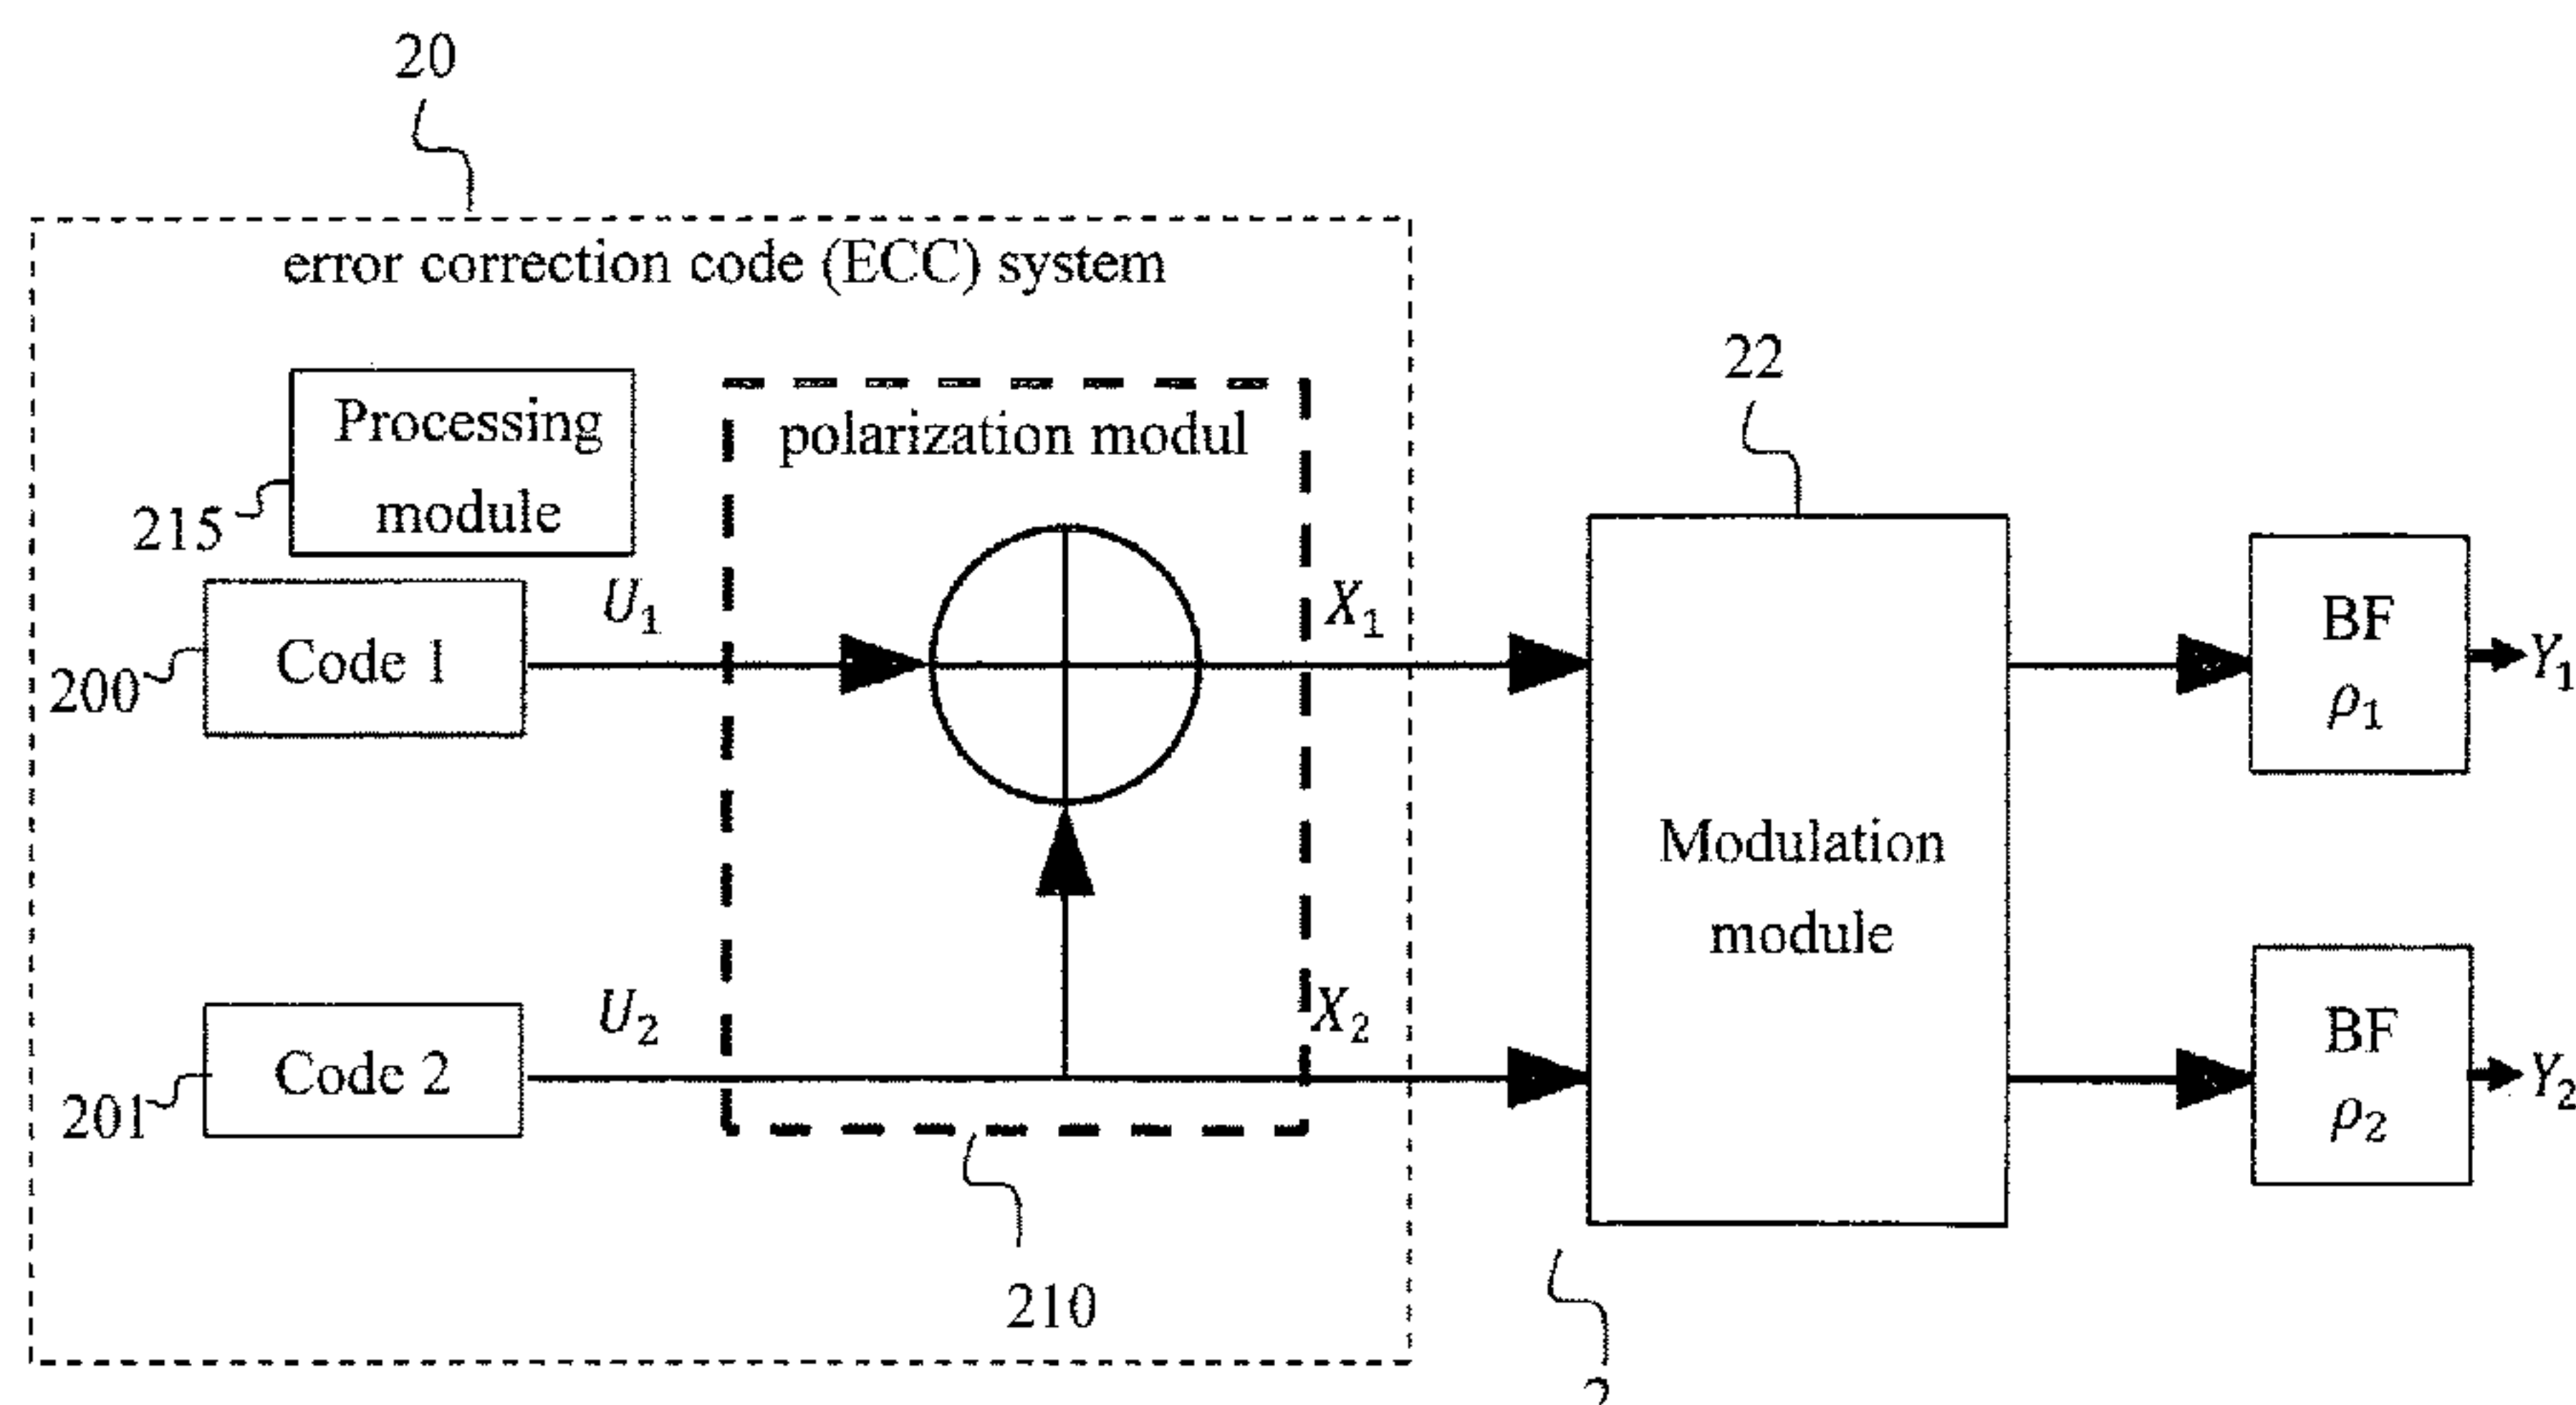 20
error correction code (ECC) system
Processing
module
215
polarization modul
22
U₁
X₁
Code 1
200
BF
ρ₁
Y₁
Modulation
module
U₂
X₂
Code 2
201
BF
ρ₂
Y₂
210
2